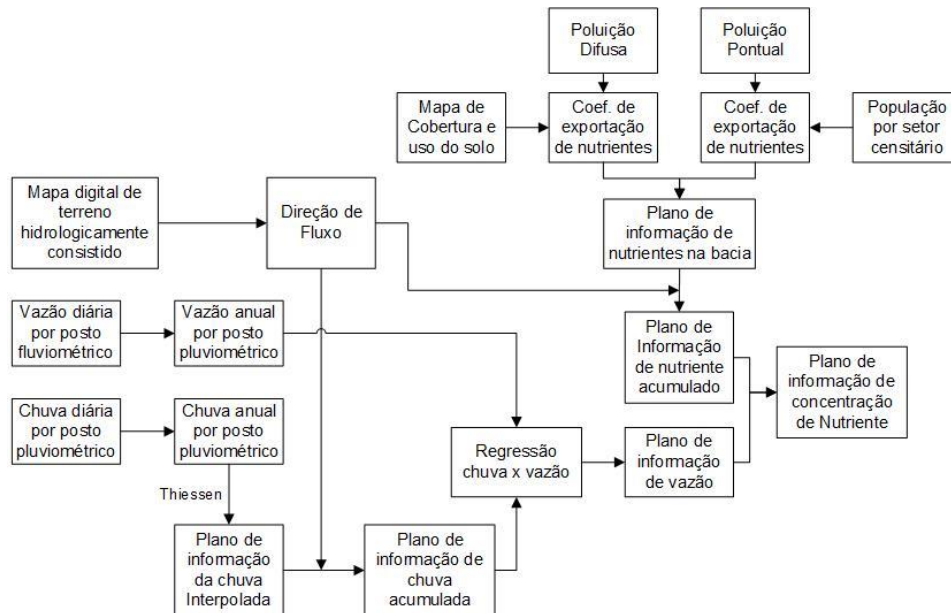 Poluição
Difusa
Poluição
Pontual
Mapa de
Cobertura e
uso do solo
Coef. de
exportação
de nutrientes
Coef. de
exportação
de nutrientes
População
por setor
censitário
Mapa digital de
terreno
hidrologicamente
consistido
Direção de
Fluxo
Plano de
informação de
nutrientes na bacia
Vazão diária
por posto
fluviométrico
Vazão anual
por posto
pluviométrico
Plano de
Informação
de nutriente
acumulado
Plano de
informação de
concentração
de Nutriente
Chuva diária
por posto
pluviométrico
Chuva anual
por posto
pluviométrico
Regressão
chuva x vazão
Plano de
informação
de vazão
Thiessen
Plano de
informação
da chuva
Interpolada
Plano de
informação de
chuva
acumulada